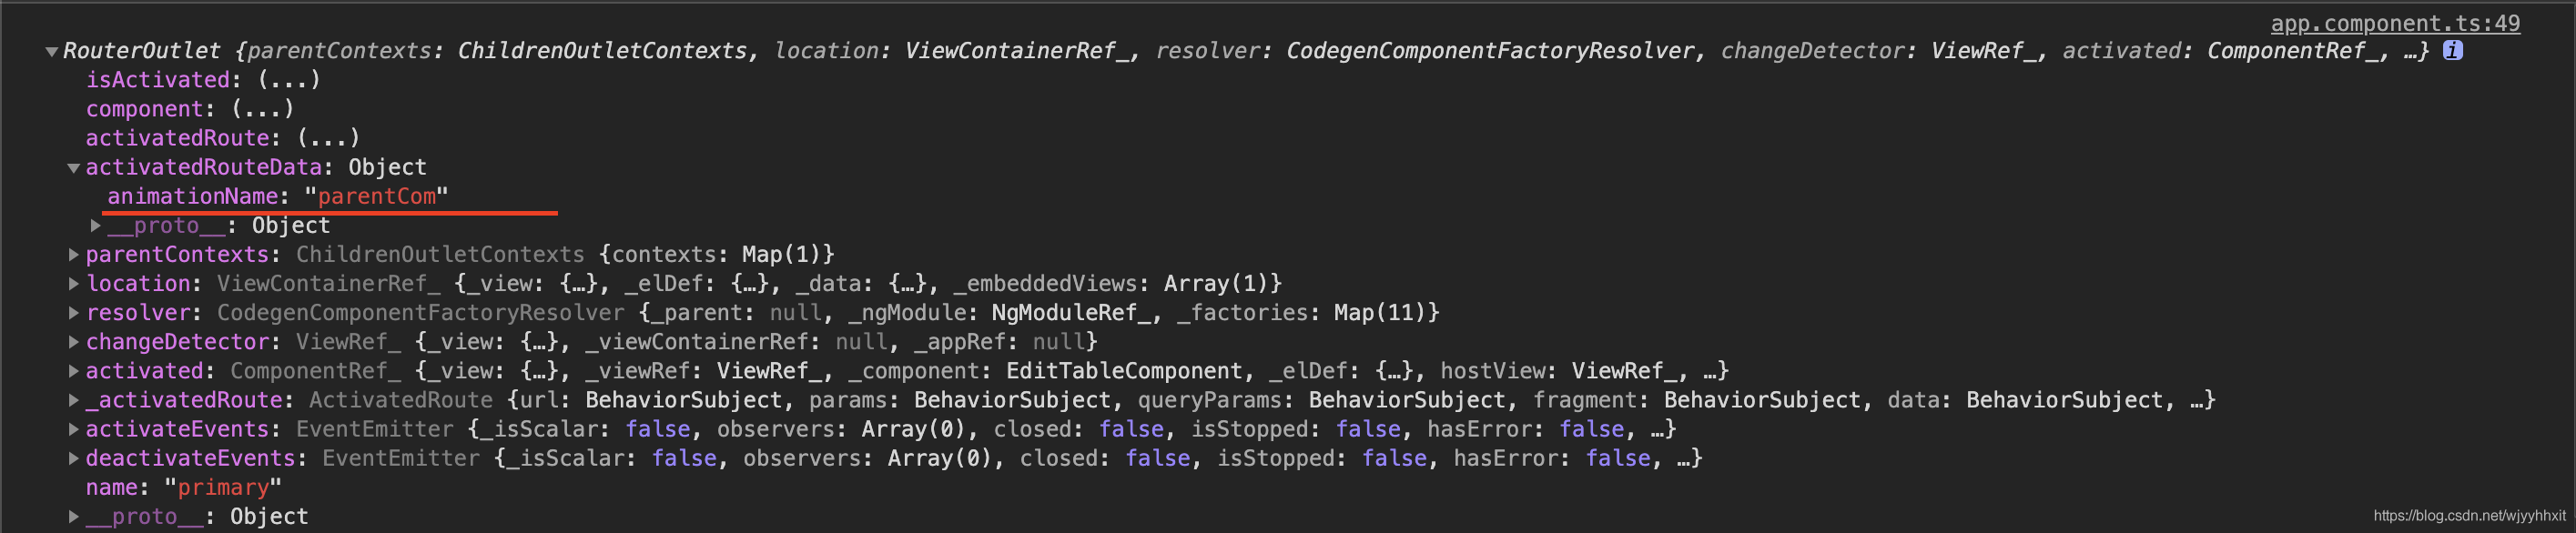 app.component.ts:49
▼RouterOutlet {parentContexts: ChildrenOutletContexts, location: ViewContainerRef_, resolver: CodegenComponentFactoryResolver, changeDetector: ViewRef_, activated: ComponentRef_, …} i
isActivated: (...)
component: (...)
activatedRoute: (...)
▼activatedRouteData: Object
animationName: "parentCom"
▶__proto__: Object
▶parentContexts: ChildrenOutletContexts {contexts: Map(1)}
▶location: ViewContainerRef_ {_view: {…}, _elDef: {…}, _data: {…}, _embeddedViews: Array(1)}
▶resolver: CodegenComponentFactoryResolver {_parent: null, _ngModule: NgModuleRef_, _factories: Map(11)}
▶changeDetector: ViewRef_ {_view: {…}, _viewContainerRef: null, _appRef: null}
▶activated: ComponentRef_ {_view: {…}, _viewRef: ViewRef_, _component: EditTableComponent, _elDef: {…}, hostView: ViewRef_, …}
▶_activatedRoute: ActivatedRoute {url: BehaviorSubject, params: BehaviorSubject, queryParams: BehaviorSubject, fragment: BehaviorSubject, data: BehaviorSubject, …}
▶activateEvents: EventEmitter {_isScalar: false, observers: Array(0), closed: false, isStopped: false, hasError: false, …}
▶deactivateEvents: EventEmitter {_isScalar: false, observers: Array(0), closed: false, isStopped: false, hasError: false, …}
name: "primary"
▶__proto__: Object
https://blog.csdn.net/wjyyhhxit